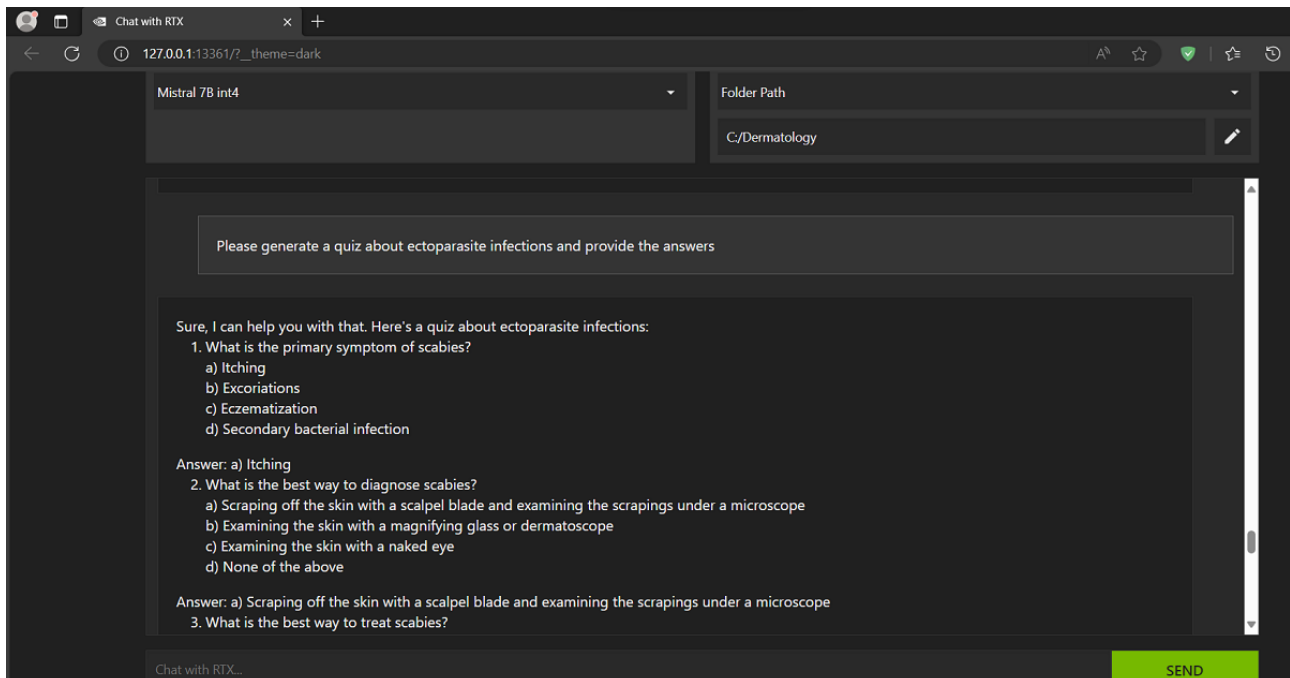 Chat with RTX
127.0.0.1:13361/?__theme=dark
Mistral 7B int4
Folder Path
C:/Dermatology
Please generate a quiz about ectoparasite infections and provide the answers
Sure, I can help you with that. Here's a quiz about ectoparasite infections:
1. What is the primary symptom of scabies?
a) Itching
b) Excoriations
c) Eczematization
d) Secondary bacterial infection
Answer: a) Itching
2. What is the best way to diagnose scabies?
a) Scraping off the skin with a scalpel blade and examining the scrapings under a microscope
b) Examining the skin with a magnifying glass or dermatoscope
c) Examining the skin with a naked eye
d) None of the above
Answer: a) Scraping off the skin with a scalpel blade and examining the scrapings under a microscope
3. What is the best way to treat scabies?
Chat with RTX...
SEND